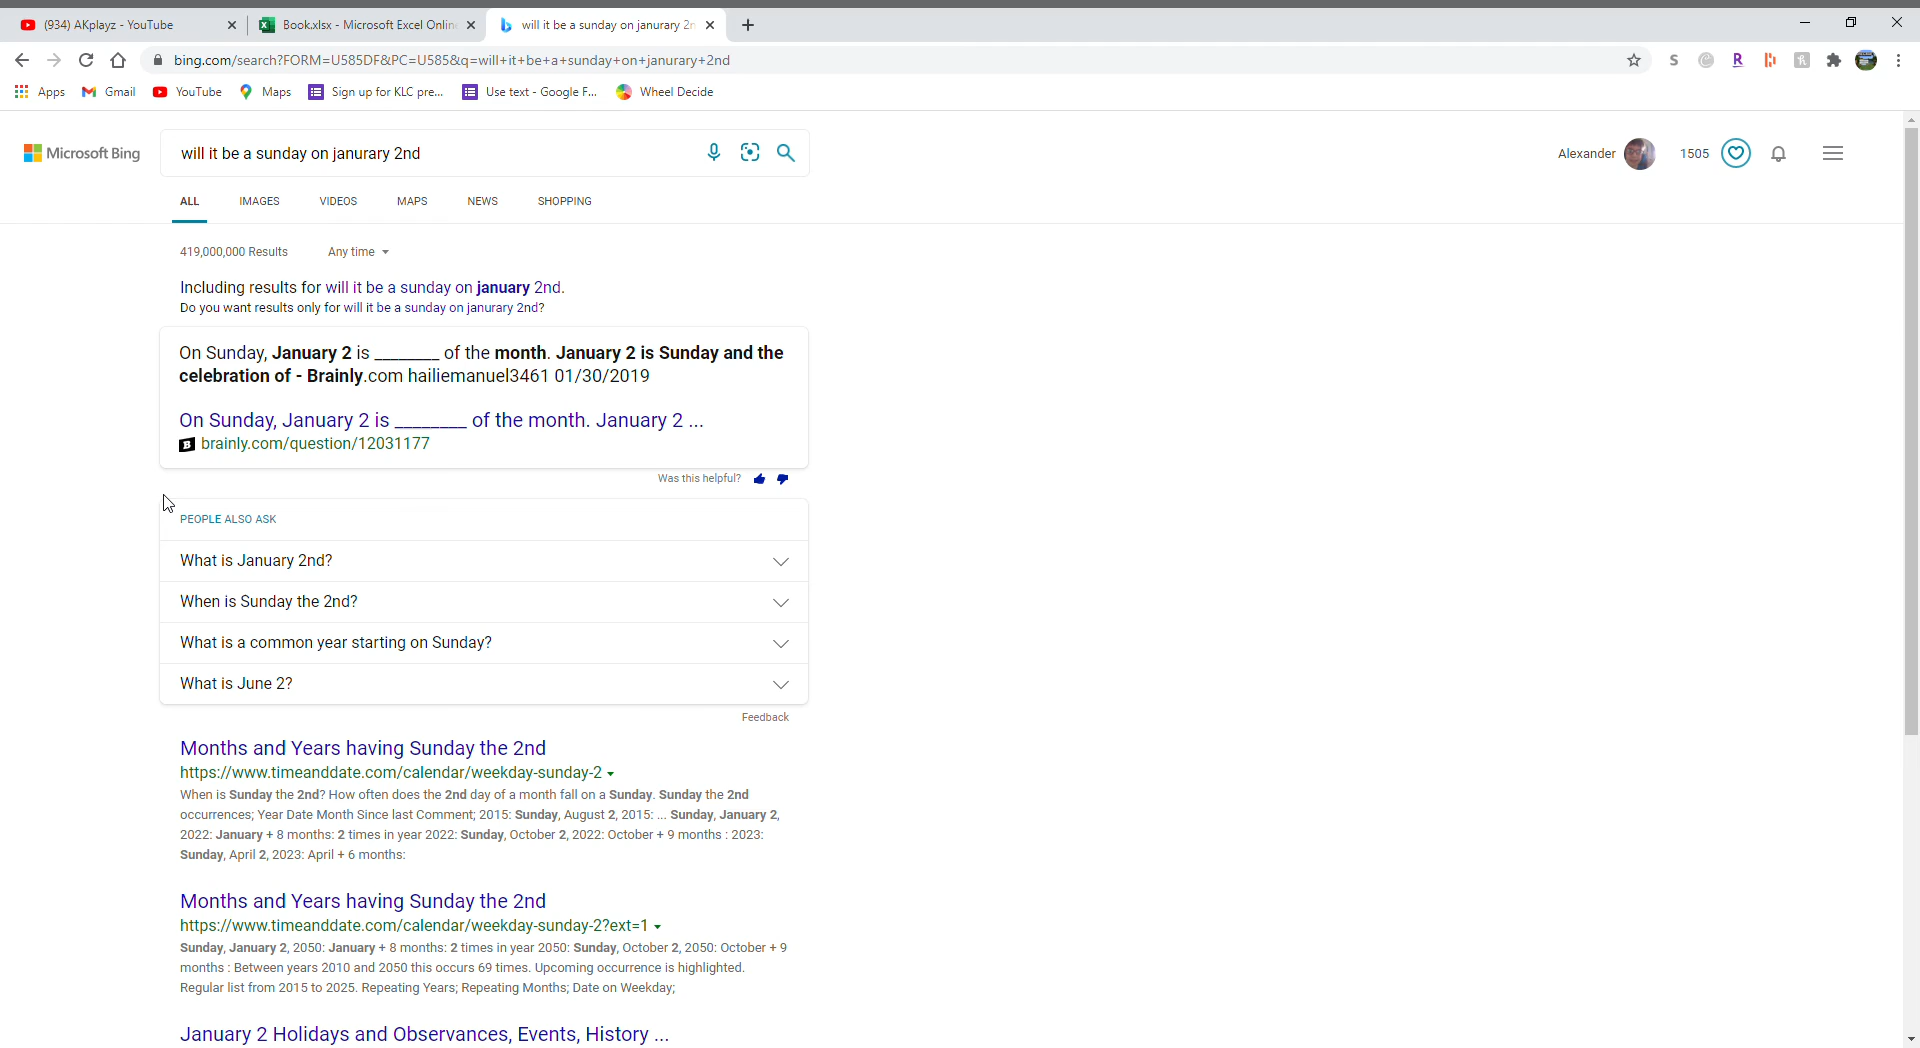 (934) AKplayz - YouTube
Book.xlsx - Microsoft Excel Online
will it be a sunday on janurary 2n
bing.com/search?FORM=U585DF&PC=U585&q=will+it+be+a+sunday+on+janurary+2nd
Apps
Gmail
YouTube
Maps
Sign up for KLC pre...
Use text - Google F...
Wheel Decide
Microsoft Bing
will it be a sunday on janurary 2nd
Alexander
1505
ALL
IMAGES
VIDEOS
MAPS
NEWS
SHOPPING
419,000,000 Results
Any time
Including results for will it be a sunday on january 2nd.
Do you want results only for will it be a sunday on janurary 2nd?
On Sunday, January 2 is ________ of the month. January 2 is Sunday and the
celebration of - Brainly.com hailiemanuel3461 01/30/2019
On Sunday, January 2 is ________ of the month. January 2 ...
brainly.com/question/12031177
Was this helpful?
PEOPLE ALSO ASK
What is January 2nd?
When is Sunday the 2nd?
What is a common year starting on Sunday?
What is June 2?
Feedback
Months and Years having Sunday the 2nd
https://www.timeanddate.com/calendar/weekday-sunday-2
When is Sunday the 2nd? How often does the 2nd day of a month fall on a Sunday. Sunday the 2nd
occurrences; Year Date Month Since last Comment; 2015: Sunday, August 2, 2015: ... Sunday, January 2,
2022: January + 8 months: 2 times in year 2022: Sunday, October 2, 2022: October + 9 months : 2023:
Sunday, April 2, 2023: April + 6 months:
Months and Years having Sunday the 2nd
https://www.timeanddate.com/calendar/weekday-sunday-2?ext=1
Sunday, January 2, 2050: January + 8 months: 2 times in year 2050: Sunday, October 2, 2050: October + 9
months : Between years 2010 and 2050 this occurs 69 times. Upcoming occurrence is highlighted.
Regular list from 2015 to 2025. Repeating Years; Repeating Months; Date on Weekday;
January 2 Holidays and Observances, Events, History ...